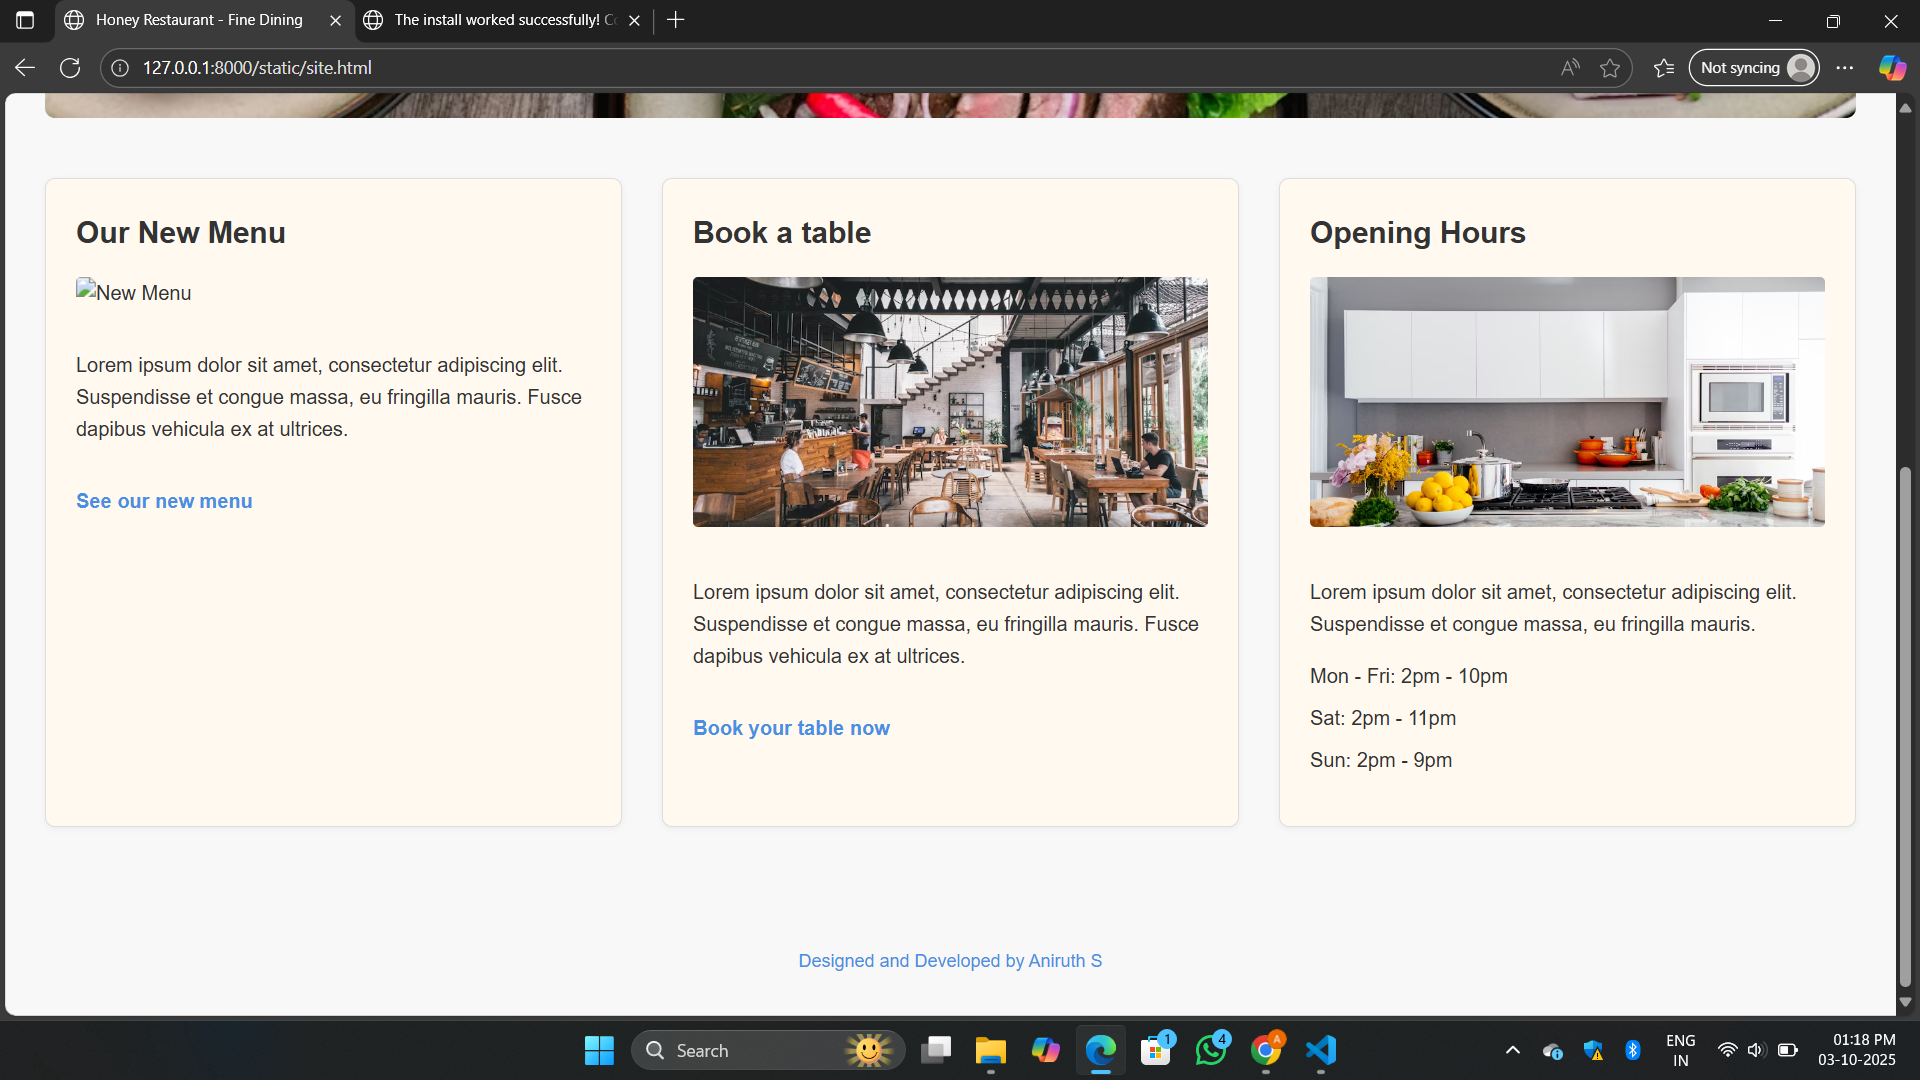 Honey Restaurant - Fine Dining
The install worked successfully! Co
127.0.0.1:8000/static/site.html
Not syncing
Our New Menu
New Menu
Lorem ipsum dolor sit amet, consectetur adipiscing elit.
Suspendisse et congue massa, eu fringilla mauris. Fusce
dapibus vehicula ex at ultrices.
See our new menu
Book a table
Lorem ipsum dolor sit amet, consectetur adipiscing elit.
Suspendisse et congue massa, eu fringilla mauris. Fusce
dapibus vehicula ex at ultrices.
Book your table now
Opening Hours
Lorem ipsum dolor sit amet, consectetur adipiscing elit.
Suspendisse et congue massa, eu fringilla mauris.
Mon - Fri: 2pm - 10pm
Sat: 2pm - 11pm
Sun: 2pm - 9pm
Designed and Developed by Aniruth S
Search
1
4
A
ENG
IN
01:18 PM
03-10-2025